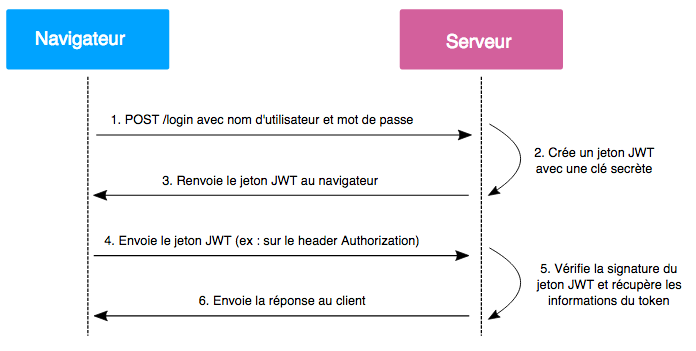 Navigateur
Serveur
1. POST /login avec nom d'utilisateur et mot de passe
2. Crée un jeton JWT
avec une clé secrète
3. Renvoie le jeton JWT au navigateur
4. Envoie le jeton JWT (ex : sur le header Authorization)
5. Vérifie la signature du
jeton JWT et récupère les
informations du token
6. Envoie la réponse au client